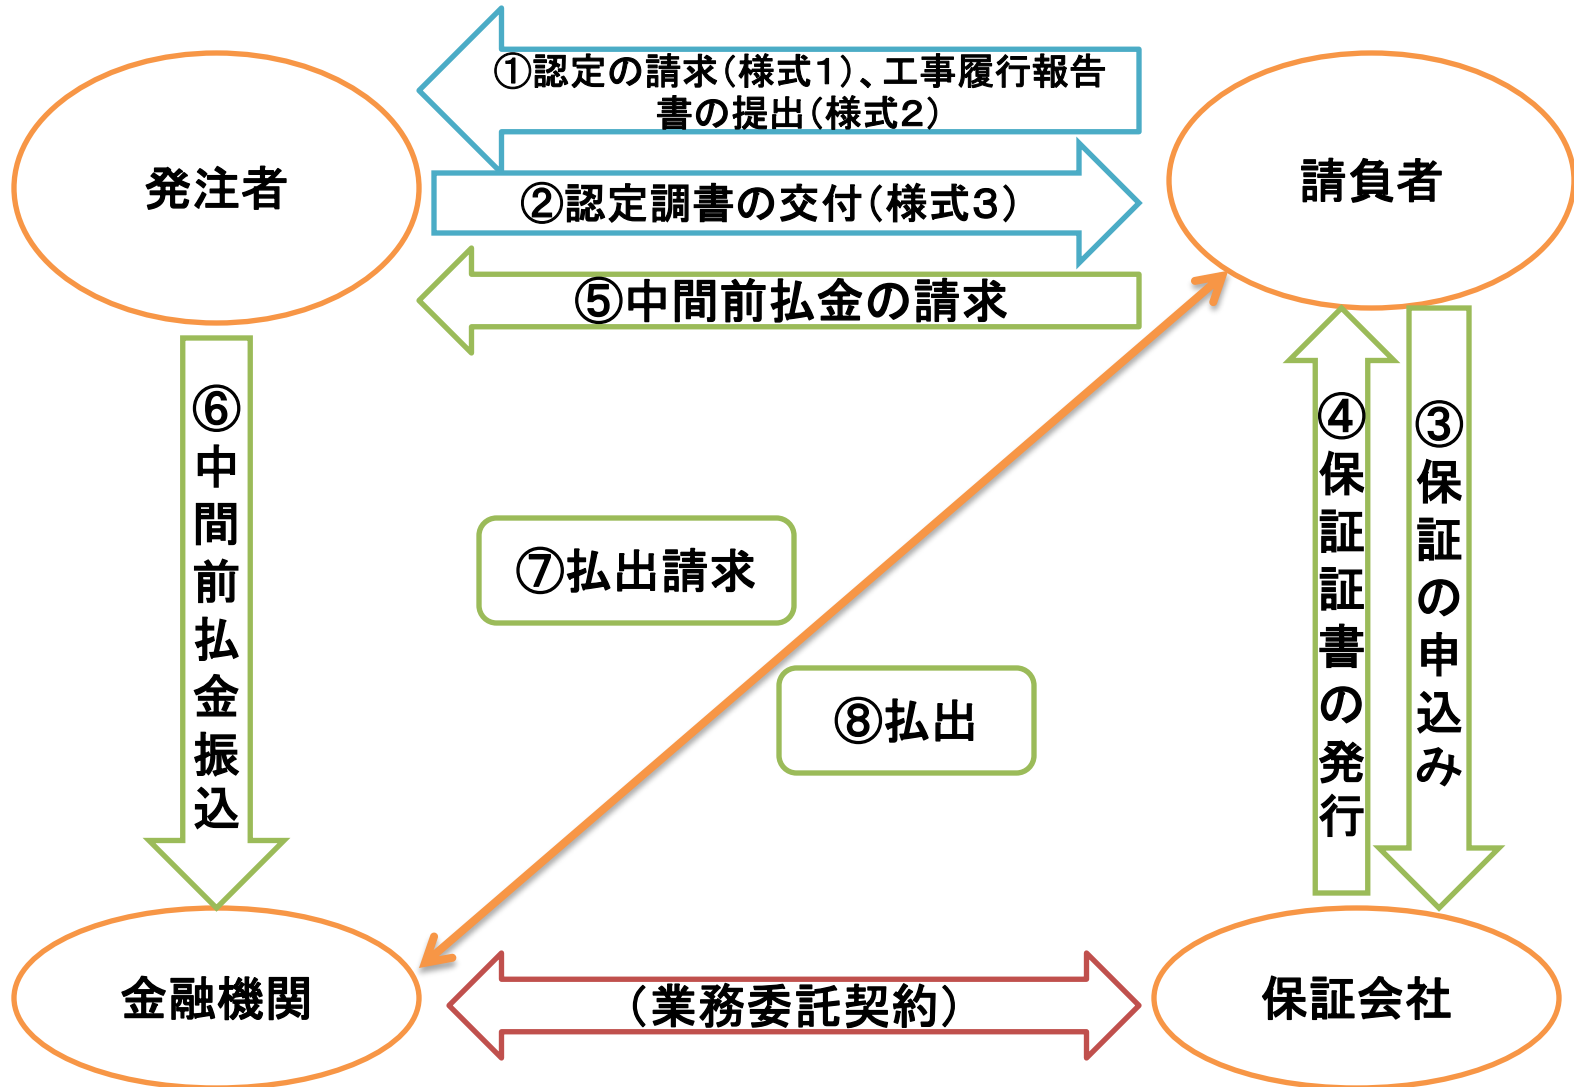 ①認定の請求（様式１）、工事履行報告
書の提出（様式２）
発注者
請負者
②認定調書の交付（様式３）
⑤中間前払金の請求
⑥中間前払金振込
④保証証書の発行
③保証の申込み
⑦払出請求
⑧払出
金融機関
（業務委託契約）
保証会社